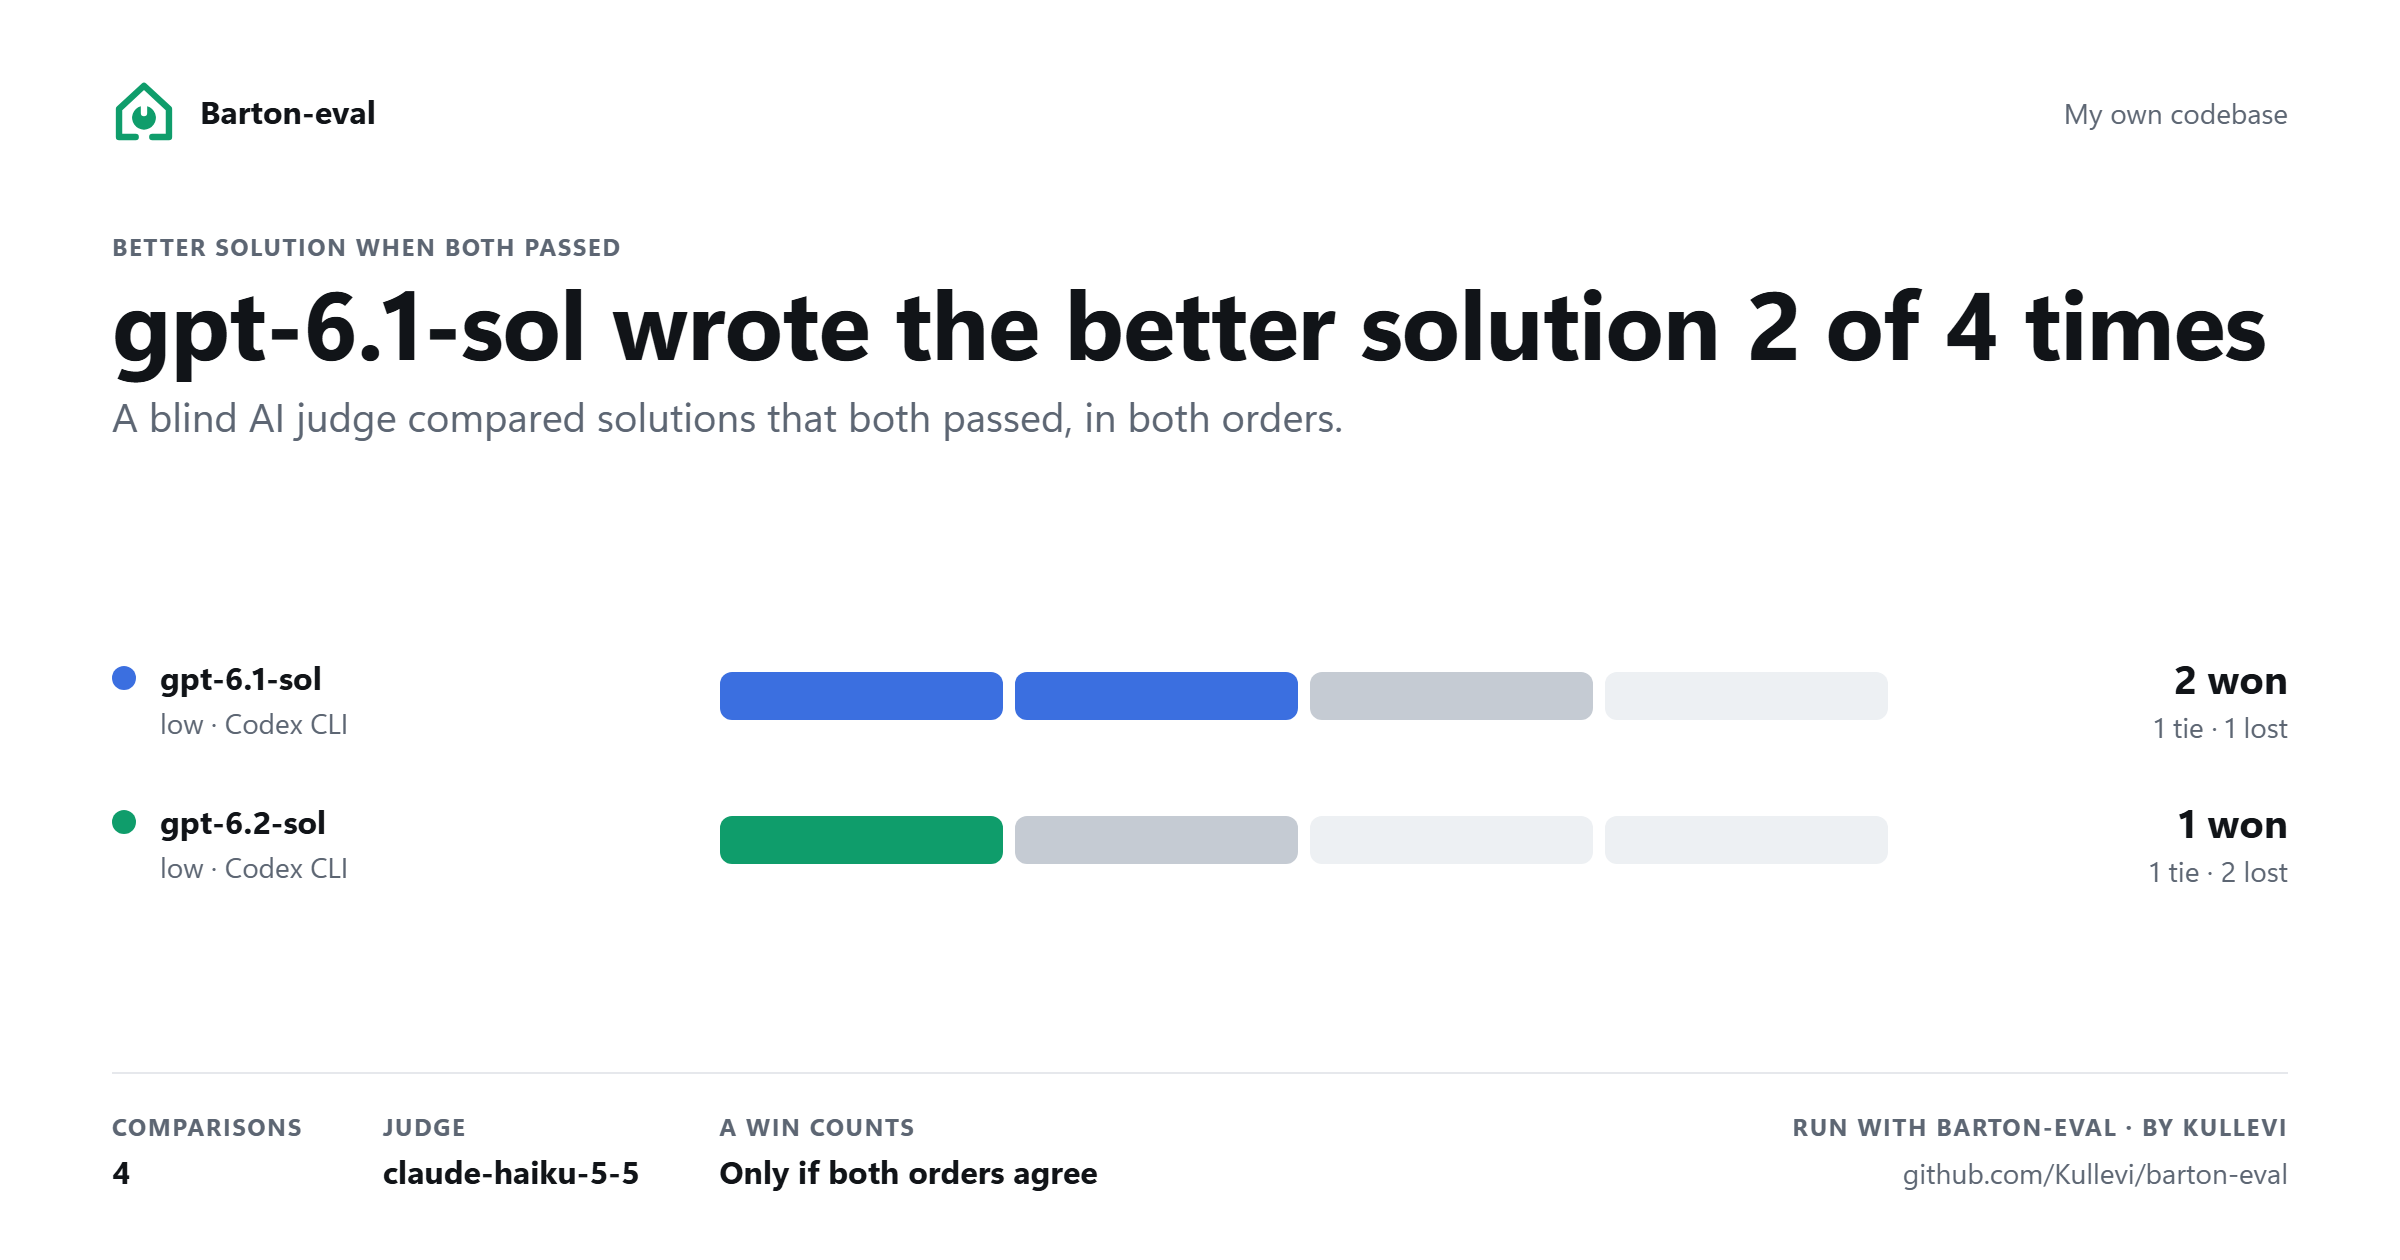 Barton-eval
My own codebase
BETTER SOLUTION WHEN BOTH PASSED
gpt-6.1-sol wrote the better solution 2 of 4 times
A blind AI judge compared solutions that both passed, in both orders.
gpt-6.1-sol
low · Codex CLI
2 won
1 tie · 1 lost
gpt-6.2-sol
low · Codex CLI
1 won
1 tie · 2 lost
COMPARISONS
4
JUDGE
claude-haiku-5-5
A WIN COUNTS
Only if both orders agree
RUN WITH BARTON-EVAL · BY KULLEVI
github.com/Kullevi/barton-eval